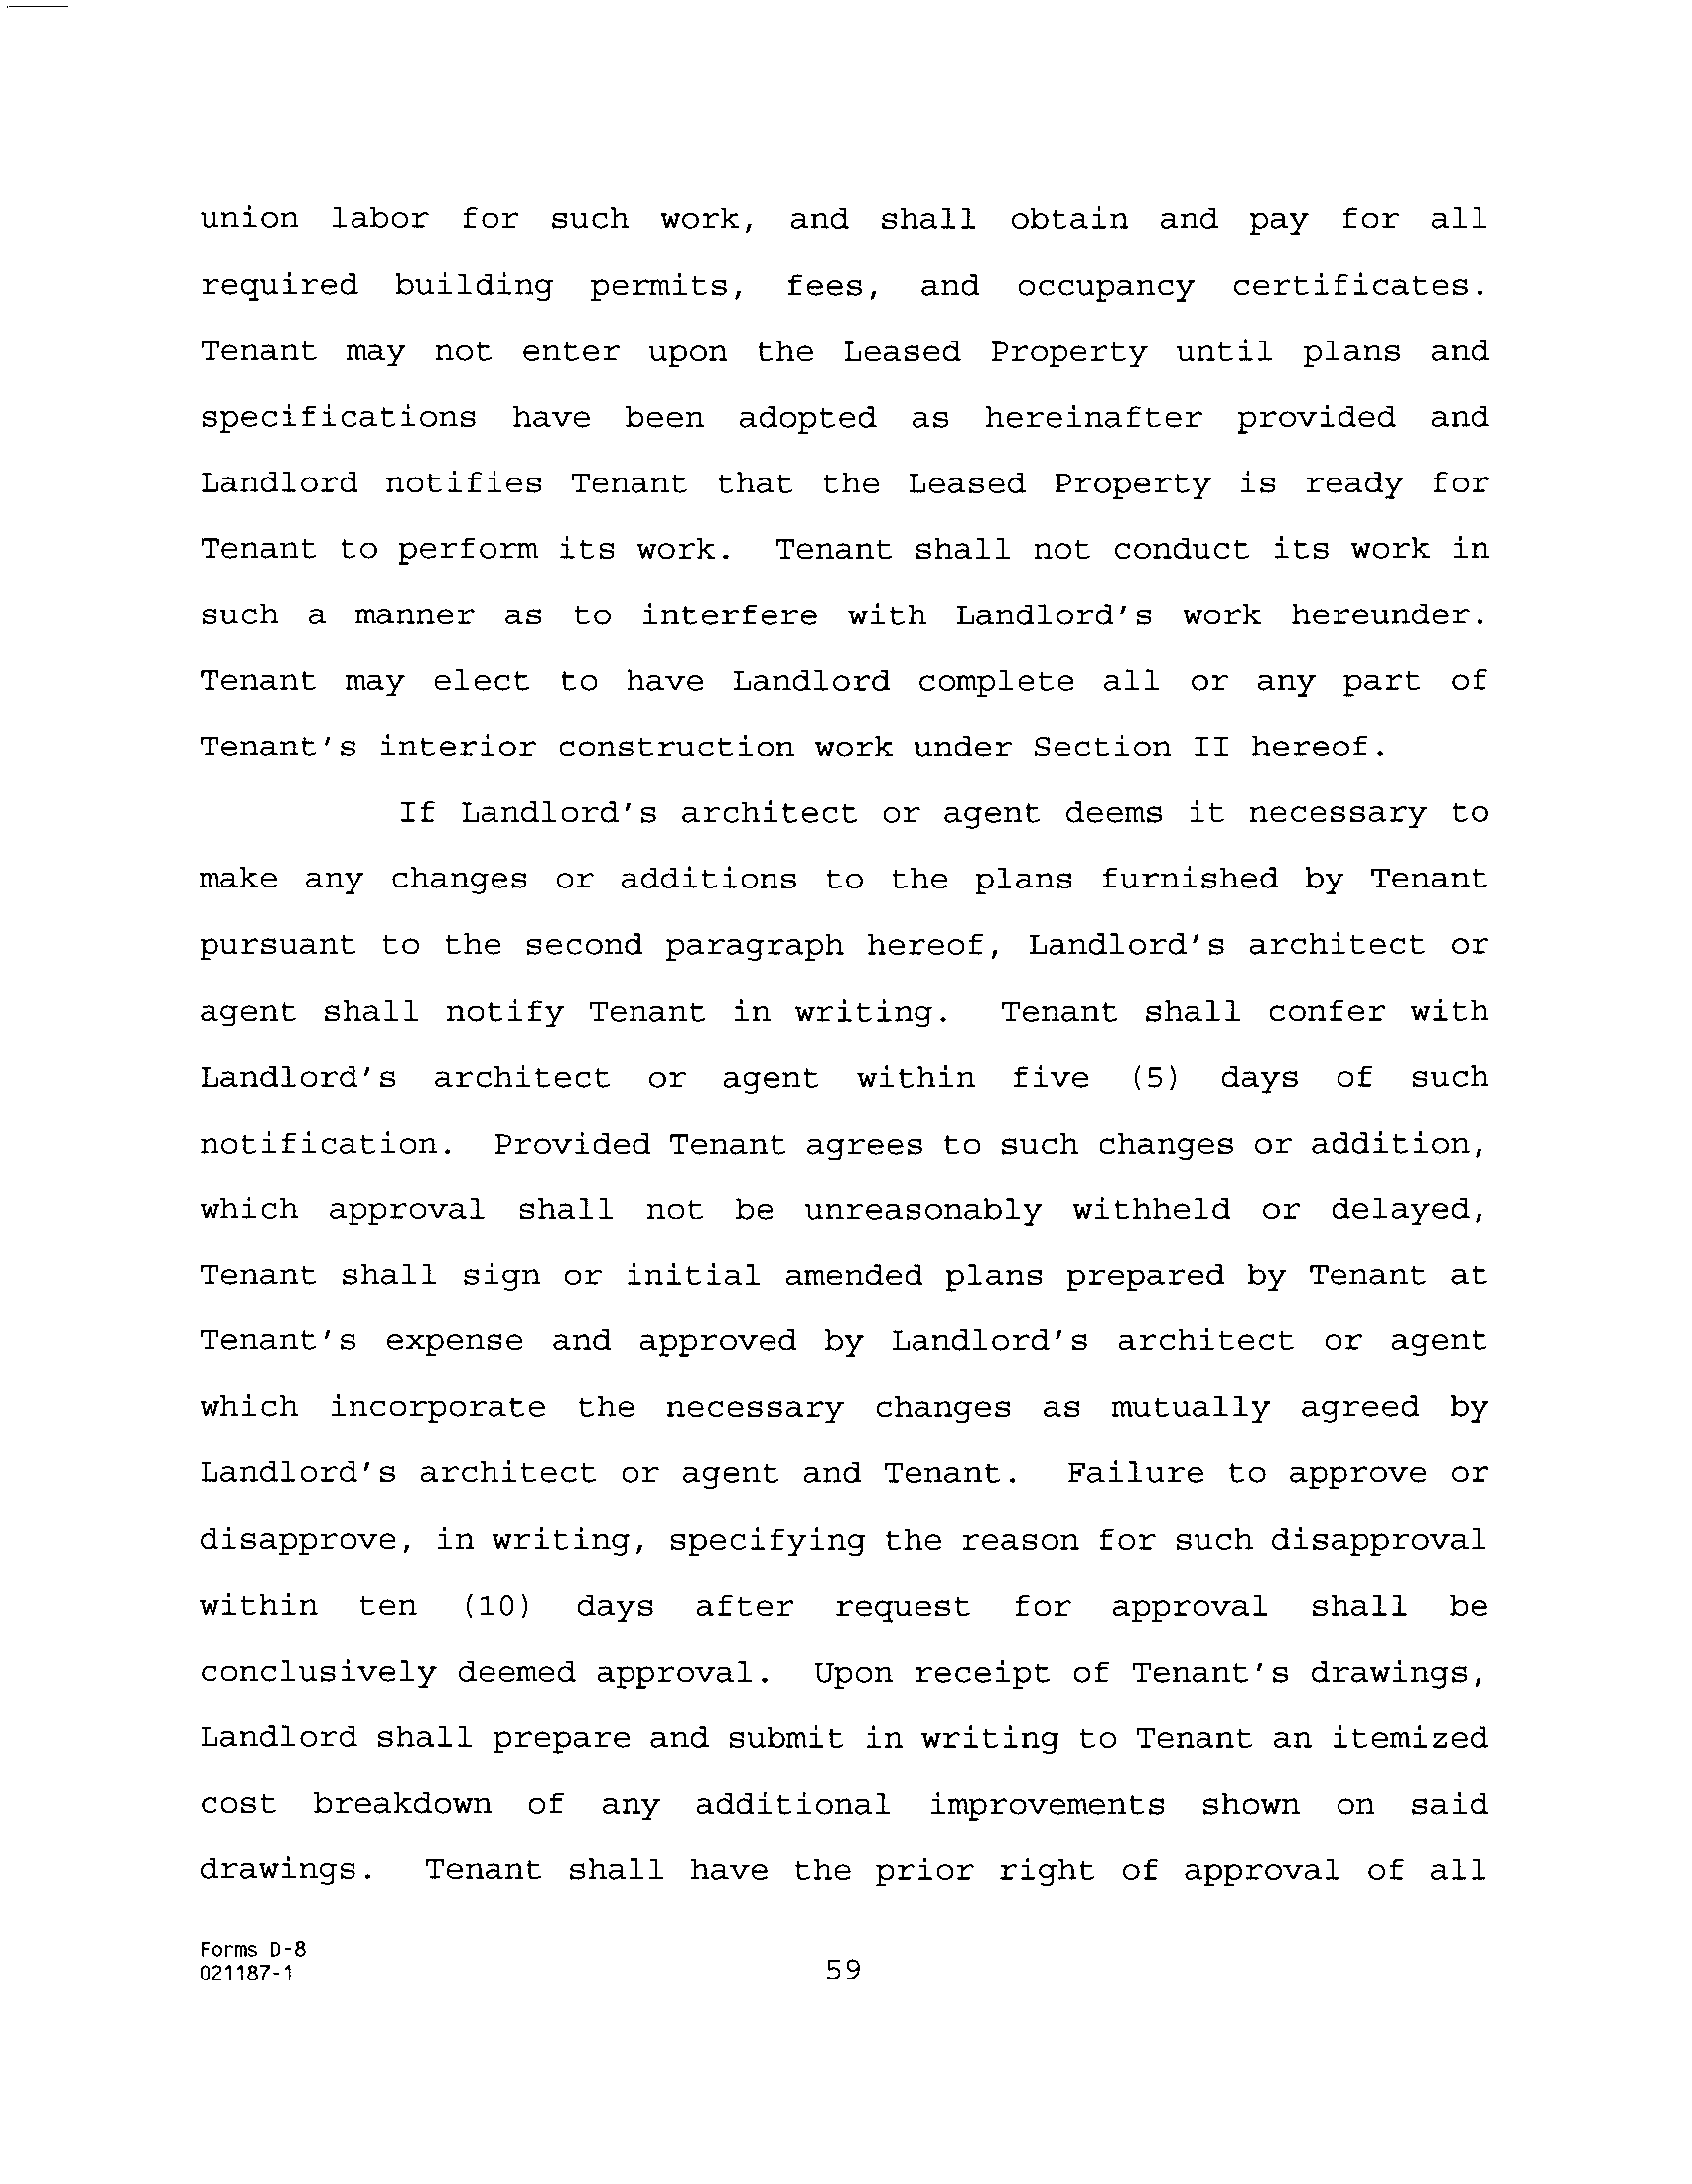 union labor for such work, and shall obtain and pay for all
required building permits, fees, and occupancy certificates.
Tenant may not enter upon the Leased Property until plans and
specifications have been adopted as hereinafter provided and
Landlord notifies Tenant that the Leased Property is ready for
Tenant to perform its work. Tenant shall not conduct its work in
such a manner as to interfere with Landlord's work hereunder.
Tenant may elect to have Landlord complete all or any part of
Tenant's interior construction work under Section II hereof.
If Landlord's architect or agent deems it necessary to
make any changes or additions to the plans furnished by Tenant
pursuant to the second paragraph hereof, Landlord's architect or
agent shall notify Tenant in writing. Tenant shall confer with
Landlord's architect or agent within five (5) days of such
notification. Provided Tenant agrees to such changes or addition,
which approval shall not be unreasonably withheld or delayed,
Tenant shall sign or initial amended plans prepared by Tenant at
Tenant's expense and approved by Landlord's architect or agent
which incorporate the necessary changes as mutually agreed by
Landlord's architect or agent and Tenant. Failure to approve or
disapprove, in writing, specifying the reason for such disapproval
within ten (10) days after request for approval shall be
conclusively deemed approval. Upon receipt of Tenant's drawings,
Landlord shall prepare and submit in writing to Tenant an itemized
cost breakdown of any additional improvements shown on said
drawings. Tenant shall have the prior right of approval of all
Forms D-8
021187-1
59